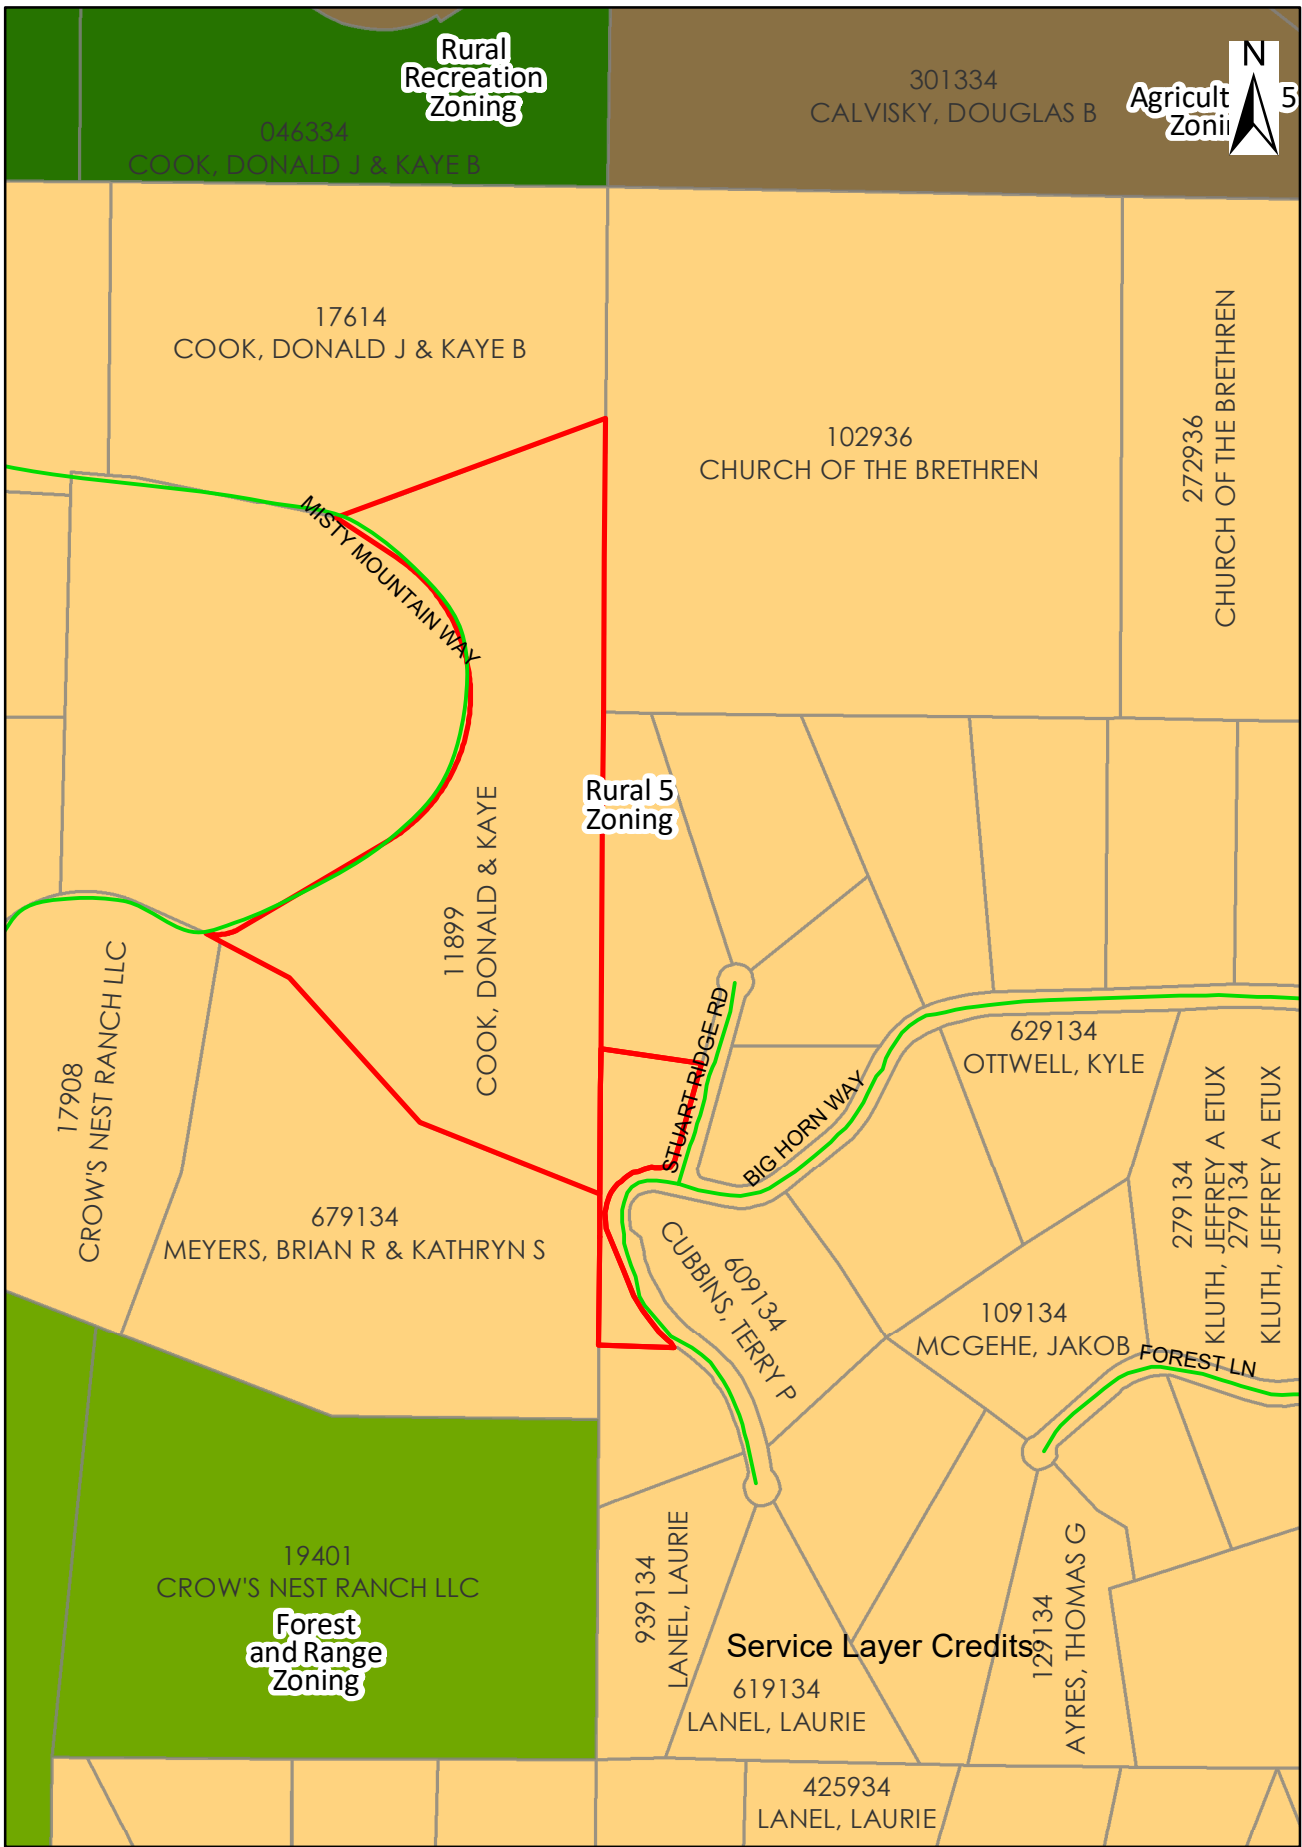 Rural
Recreation
Zoning
N
301334
CALVISKY, DOUGLAS B
Agricult 5
Zoni
046334
COOK, DONALD J & KAYE B
17614
COOK, DONALD J & KAYE B
102936
CHURCH OF THE BRETHREN
272936
CHURCH OF THE BRETHREN
MISTY MOUNTAIN WAY
Rural 5
Zoning
11899
COOK, DONALD & KAYE
17908
CROW'S NEST RANCH LLC
STUART RIDGE RD
BIG HORN WAY
629134
OTTWELL, KYLE
279134
KLUTH, JEFFREY A ETUX
279134
KLUTH, JEFFREY A ETUX
679134
MEYERS, BRIAN R & KATHRYN S
609134
CUBBINS, TERRY P
109134
MCGEHE, JAKOB
FOREST LN
19401
CROW'S NEST RANCH LLC
Forest
and Range
Zoning
939134
LANEL, LAURIE
Service Layer Credits:
129134
AYRES, THOMAS G
619134
LANEL, LAURIE
425934
LANEL, LAURIE